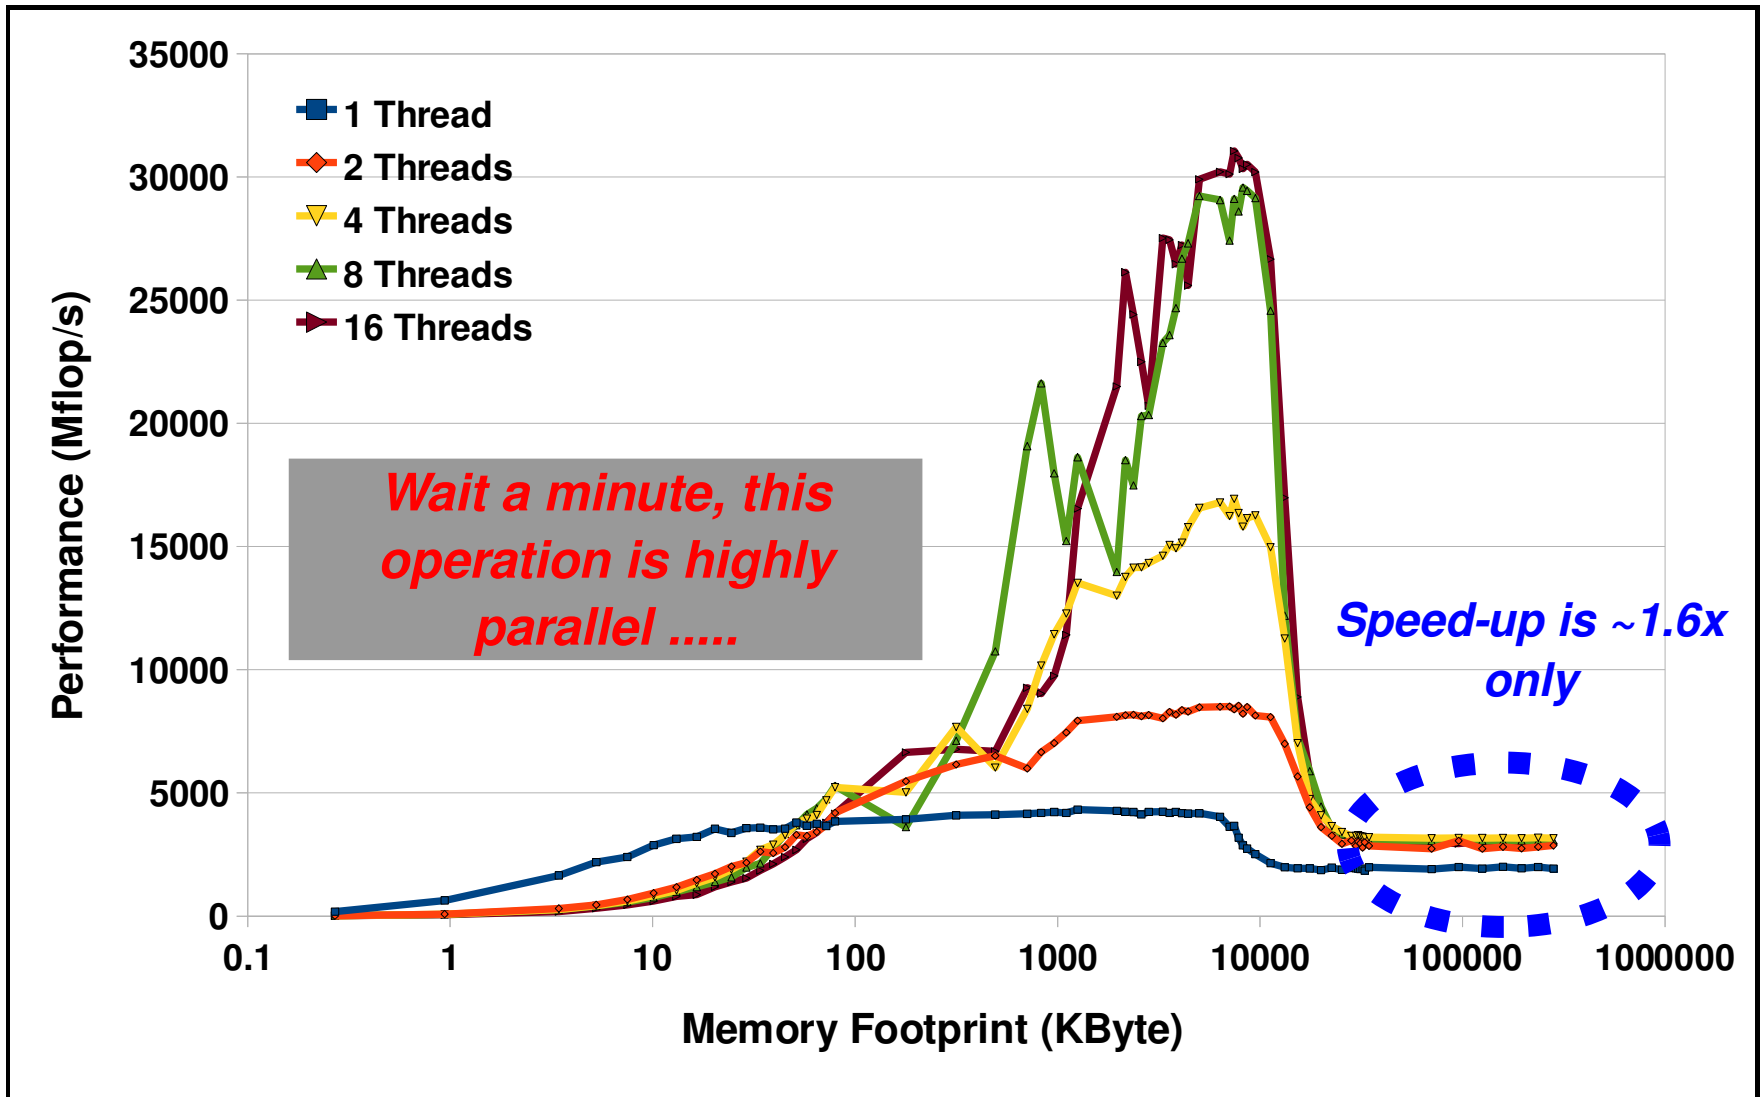 35000
30000
25000
20000
15000
10000
5000
0
Performance (Mflop/s)
1 Thread
2 Threads
4 Threads
8 Threads
16 Threads
Wait a minute, this
operation is highly
parallel .....
Speed-up is ~1.6x
only
0.1 1 10 100 1000 10000 100000 1000000
Memory Footprint (KByte)